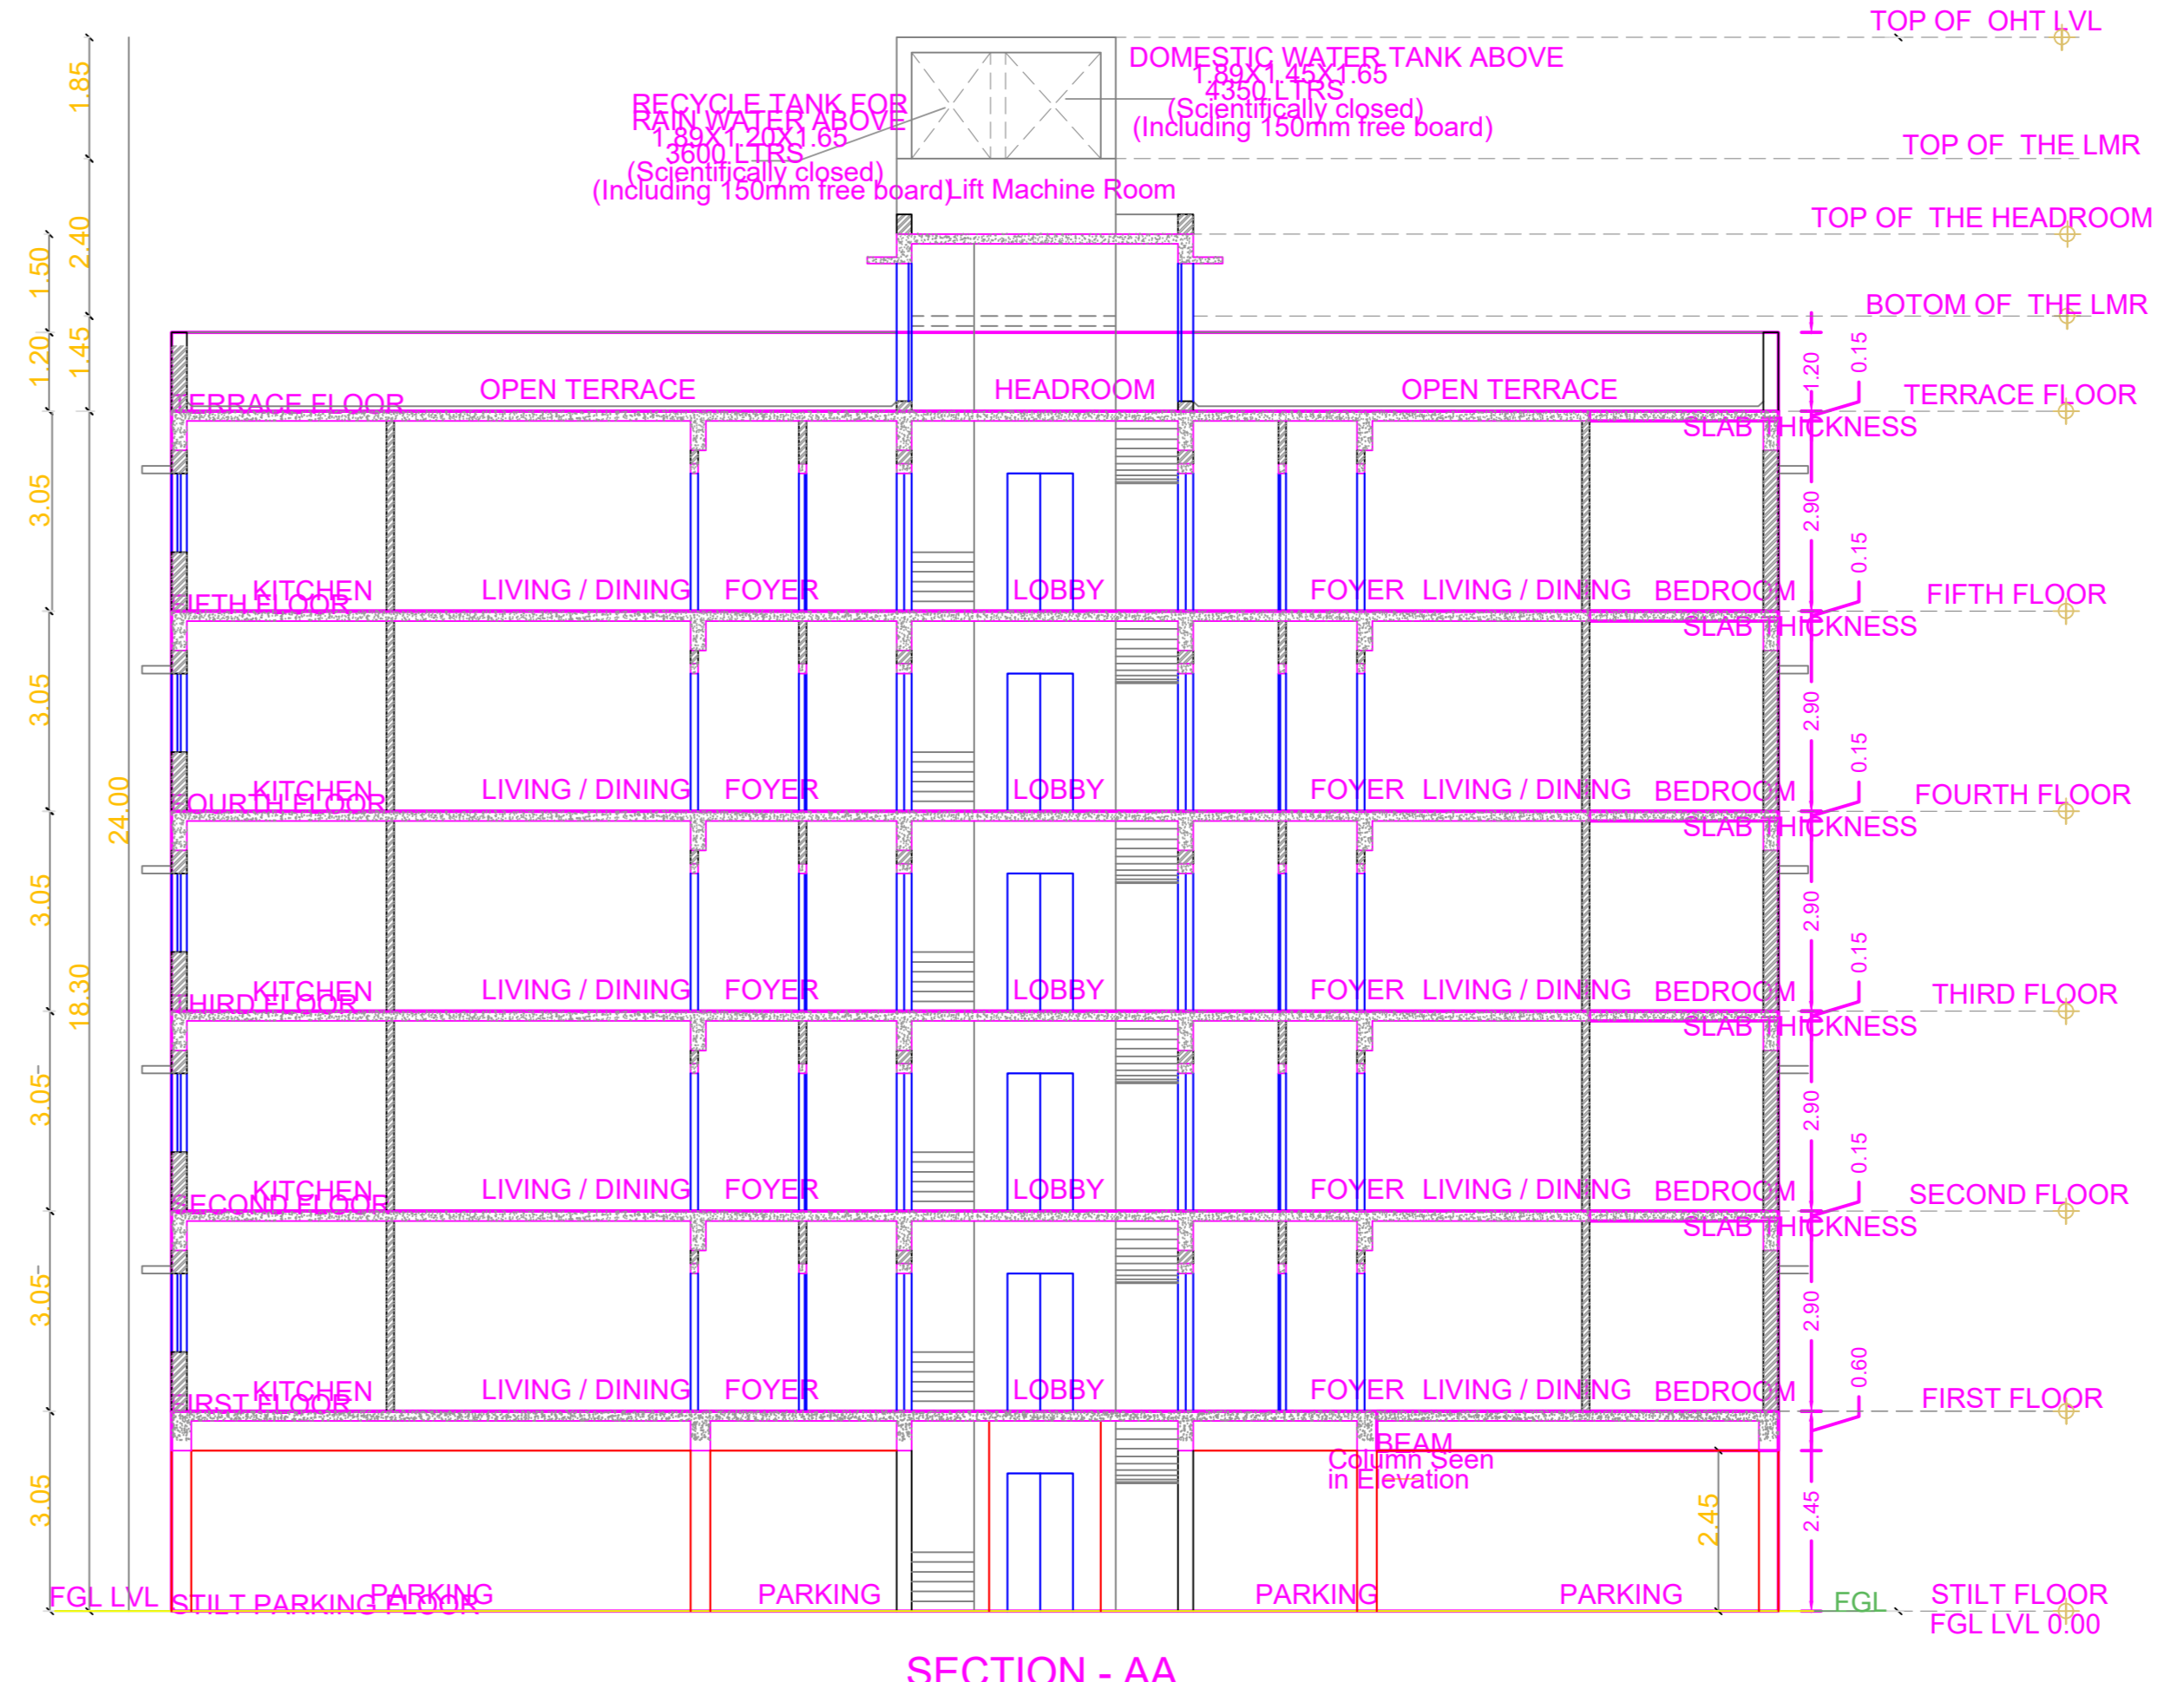 TOP OF OHT LVL
DOMESTIC WATER TANK ABOVE
1.89X1.45X1.65
4350 LTRS
(Scientifically closed)
(Including 150mm free board)
RECYCLE TANK FOR
RAIN WATER ABOVE
1.89X1.20X1.65
3600 LTRS
(Scientifically closed)
(Including 150mm free board)
Lift Machine Room
TOP OF THE LMR
TOP OF THE HEADROOM
BOTOM OF THE LMR
1.85
2.40
1.50
1.20
1.45
1.20
0.15
OPEN TERRACE
HEADROOM
OPEN TERRACE
TERRACE FLOOR
TERRACE FLOOR
SLAB THICKNESS
3.05
2.90
0.15
KITCHEN
LIVING / DINING
FOYER
LOBBY
FOYER
LIVING / DINING
BEDROOM
FIFTH FLOOR
FIFTH FLOOR
SLAB THICKNESS
3.05
2.90
0.15
24.00
KITCHEN
LIVING / DINING
FOYER
LOBBY
FOYER
LIVING / DINING
BEDROOM
FOURTH FLOOR
FOURTH FLOOR
SLAB THICKNESS
3.05
2.90
0.15
18.30
KITCHEN
LIVING / DINING
FOYER
LOBBY
FOYER
LIVING / DINING
BEDROOM
THIRD FLOOR
THIRD FLOOR
SLAB THICKNESS
3.05
2.90
0.15
KITCHEN
LIVING / DINING
FOYER
LOBBY
FOYER
LIVING / DINING
BEDROOM
SECOND FLOOR
SECOND FLOOR
SLAB THICKNESS
3.05
2.90
0.60
KITCHEN
LIVING / DINING
FOYER
LOBBY
FOYER
LIVING / DINING
BEDROOM
FIRST FLOOR
FIRST FLOOR
BEAM
Column Seen
in Elevation
3.05
2.45
2.45
FGL LVL
STILT PARKING FLOOR
PARKING
PARKING
PARKING
PARKING
FGL
STILT FLOOR
FGL LVL 0.00
SECTION - AA